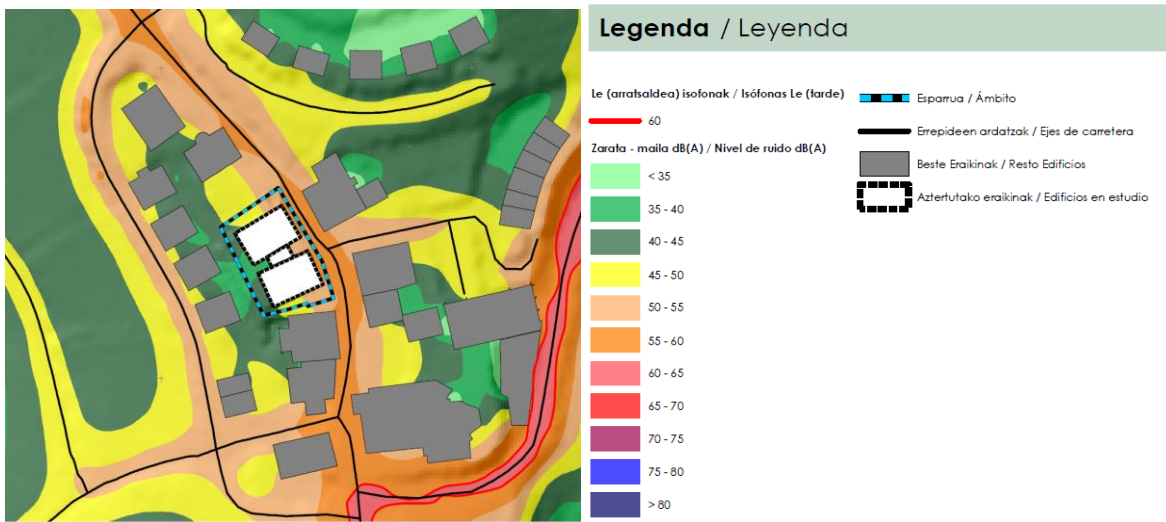 Legenda / Leyenda
Le (arratsaldea) isofonak / Isófonas Le (tarde)
60
Zarata - maila dB(A) / Nivel de ruido dB(A)
< 35
35 - 40
40 - 45
45 - 50
50 - 55
55 - 60
60 - 65
65 - 70
70 - 75
75 - 80
> 80
Esparrua / Ámbito
Errepideen ardatzak / Ejes de carretera
Beste Eraikinak / Resto Edificios
Aztertutako eraikinak / Edificios en estudio